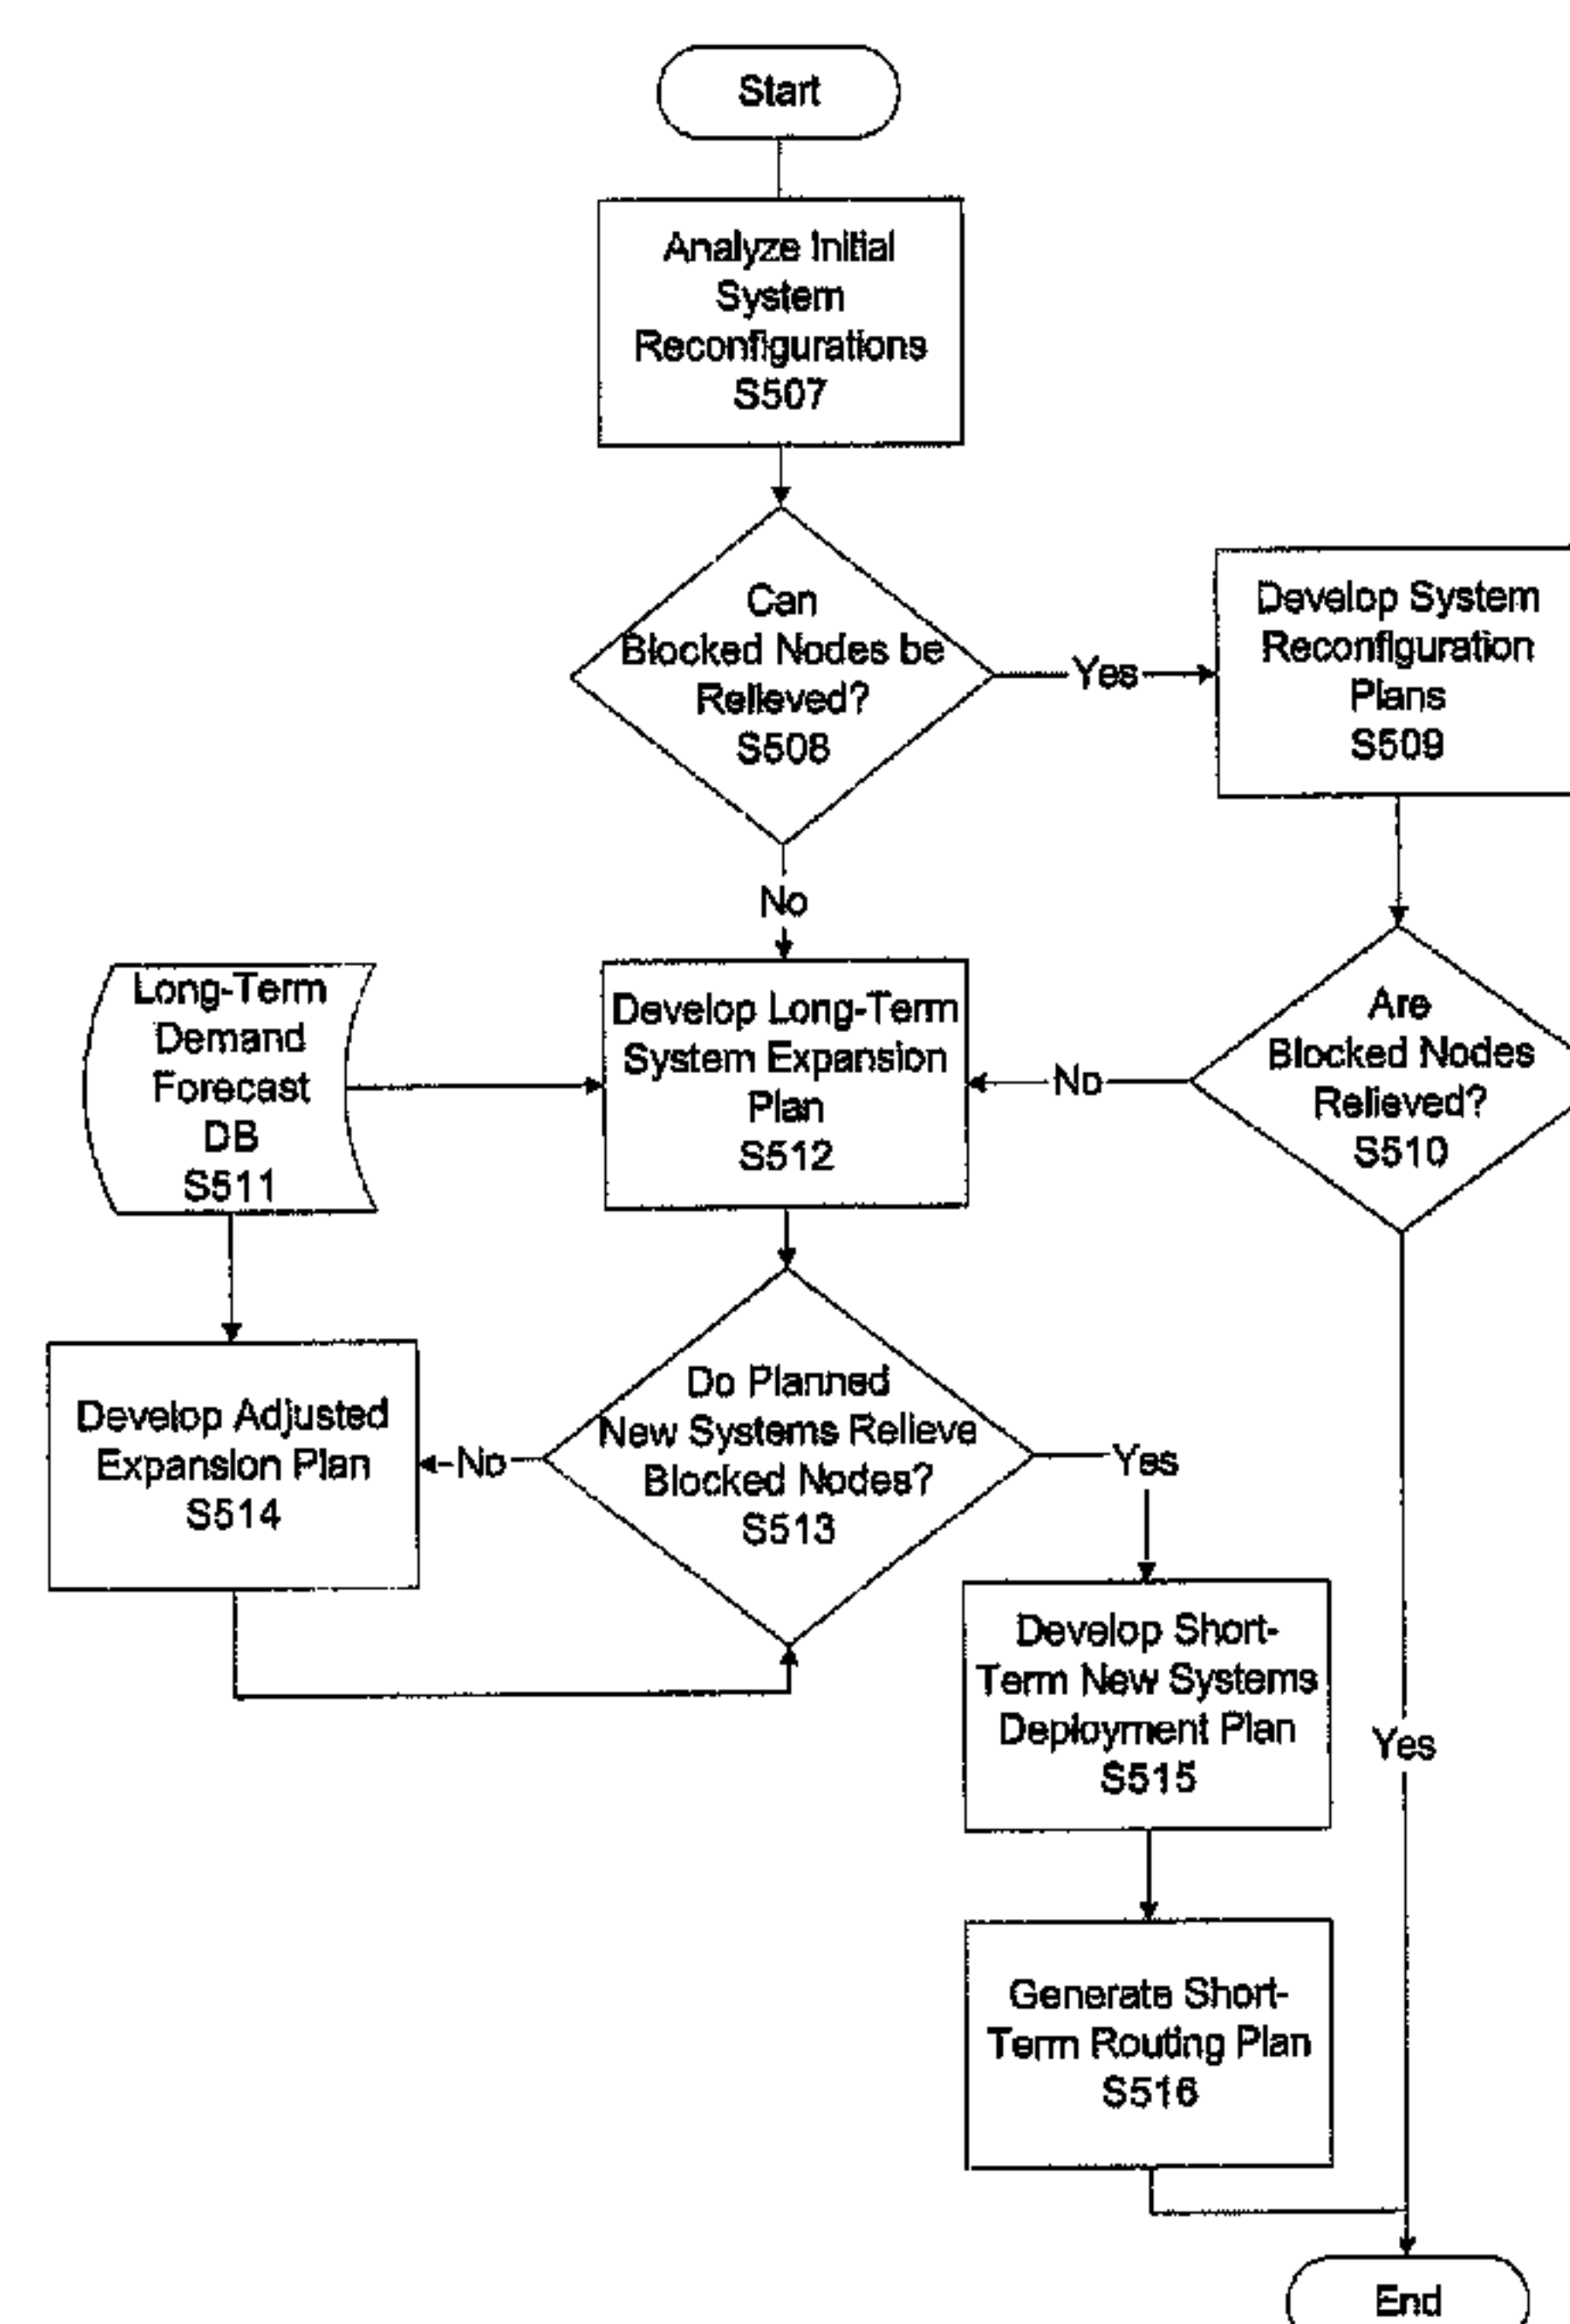 Start
Analyze Initial
System
Reconfigurations
S507
Can
Blocked Nodes be
Relieved?
S508
Yes
Develop System
Reconfiguration
Plans
S509
No
Long-Term
Demand
Forecast
DB
S511
Develop Long-Term
System Expansion
Plan
S512
No
Are
Blocked Nodes
Relieved?
S510
Develop Adjusted
Expansion Plan
S514
No
Do Planned
New Systems Relieve
Blocked Nodes?
S513
Yes
Develop Short-
Term New Systems
Deployment Plan
S515
Yes
Generate Short-
Term Routing Plan
S516
End